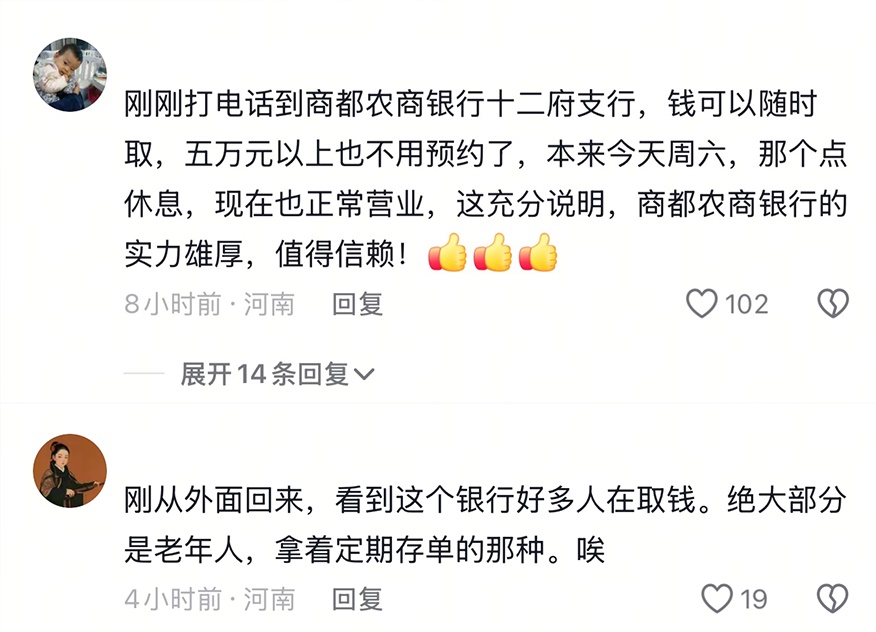 刚刚打电话到商都农商银行十二府支行，钱可以随时
取，五万元以上也不用预约了，本来今天周六，那个点
休息，现在也正常营业，这充分说明，商都农商银行的
实力雄厚，值得信赖！👍👍👍
8小时前·河南 回复 102
展开14条回复
刚从外面回来，看到这个银行好多人在取钱。绝大部分
是老年人，拿着定期存单的那种。唉
4小时前·河南 回复 19